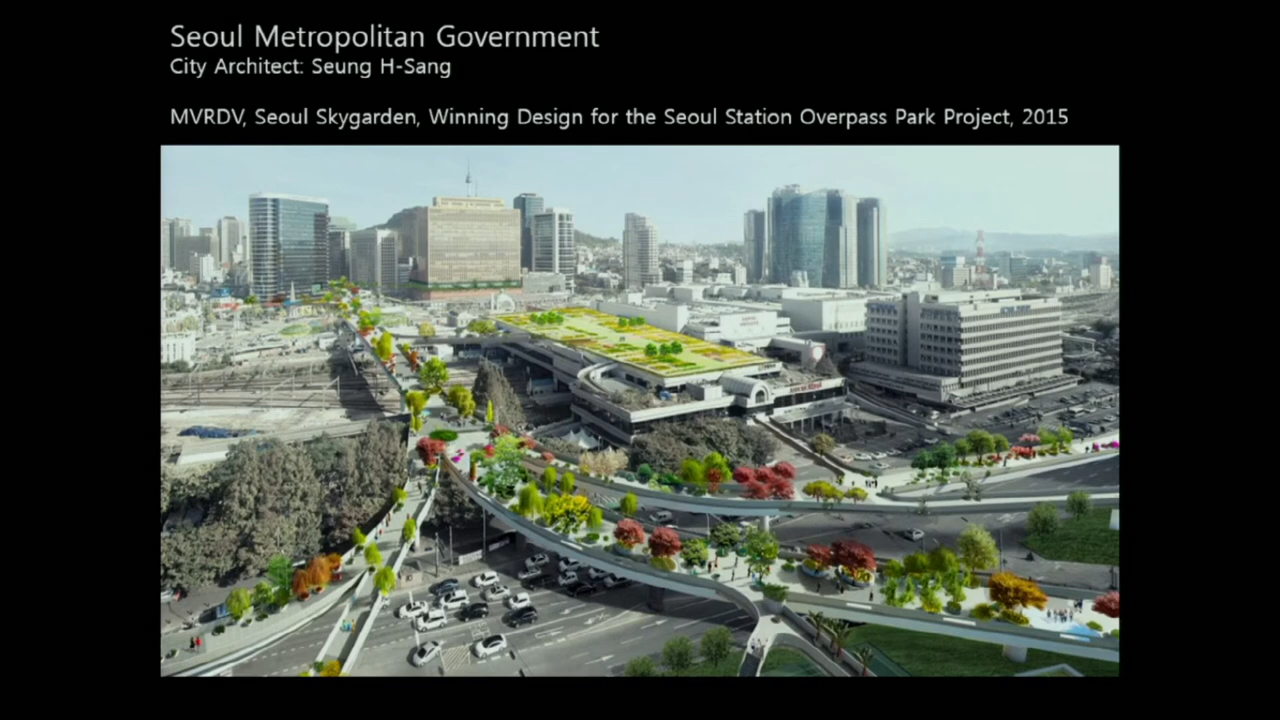 Seoul Metropolitan Government
City Architect: Seung H-Sang
MVRDV, Seoul Skygarden, Winning Design for the Seoul Station Overpass Park Project, 2015